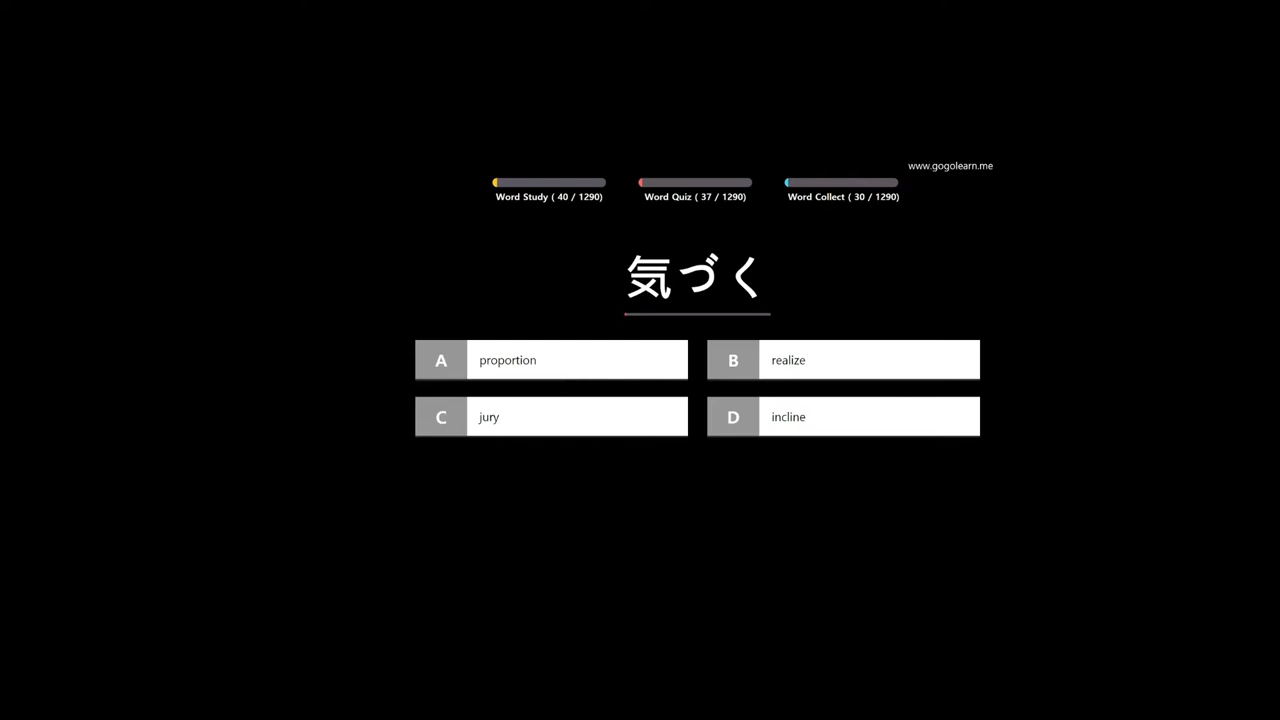 www.gogolearn.me
Word Study ( 40 / 1290) Word Quiz ( 37 / 1290) Word Collect ( 30 / 1290)
気づく
A proportion B realize
C jury D incline